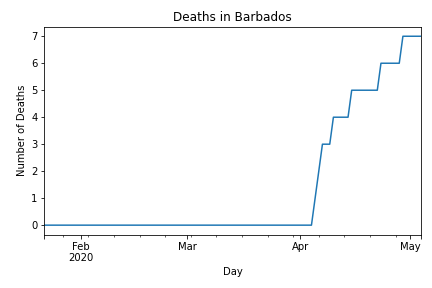 Deaths in Barbados
Number of Deaths
7
6
5
4
3
2
1
0
Feb
2020
Mar
Apr
May
Day